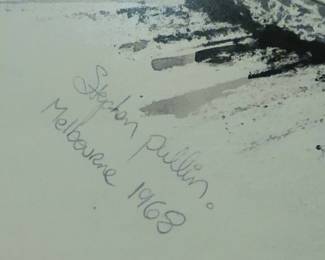 Stephan Pullin.
Melbourne 1968